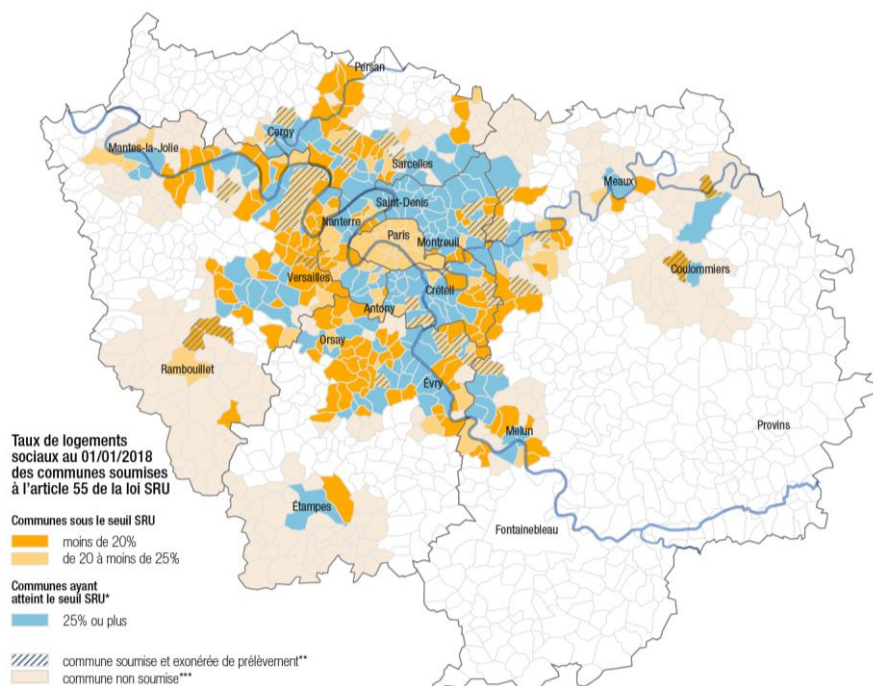 Persan
Cergy
Mantes-la-Jolie
Sarcelles
Meaux
Saint-Denis
Nanterre
Paris
Montreuil
Coulommiers
Versailles
Créteil
Antony
Orsay
Rambouillet
Évry
Melun
Provins
Étampes
Fontainebleau
Taux de logements
sociaux au 01/01/2018
des communes soumises
à l'article 55 de la loi SRU
Communes sous le seuil SRU
moins de 20%
de 20 à moins de 25%
Communes ayant
atteint le seuil SRU*
25% ou plus
commune soumise et exonérée de prélèvement**
commune non soumise***